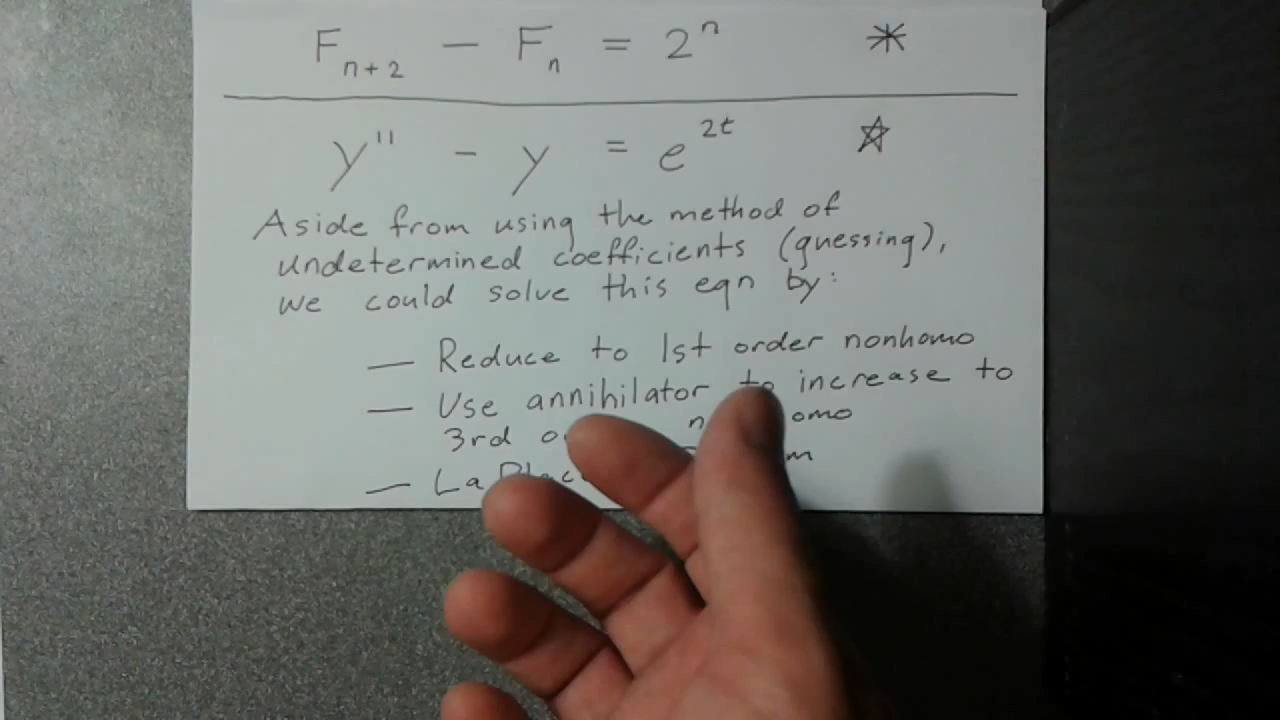 F_{n+2} - F_n = 2^n *
y'' - y = e^{2t} ☆
Aside from using the method of
undetermined coefficients (guessing),
we could solve this eqn by:
— Reduce to 1st order nonhomo
— Use annihilator to increase to
3rd
—